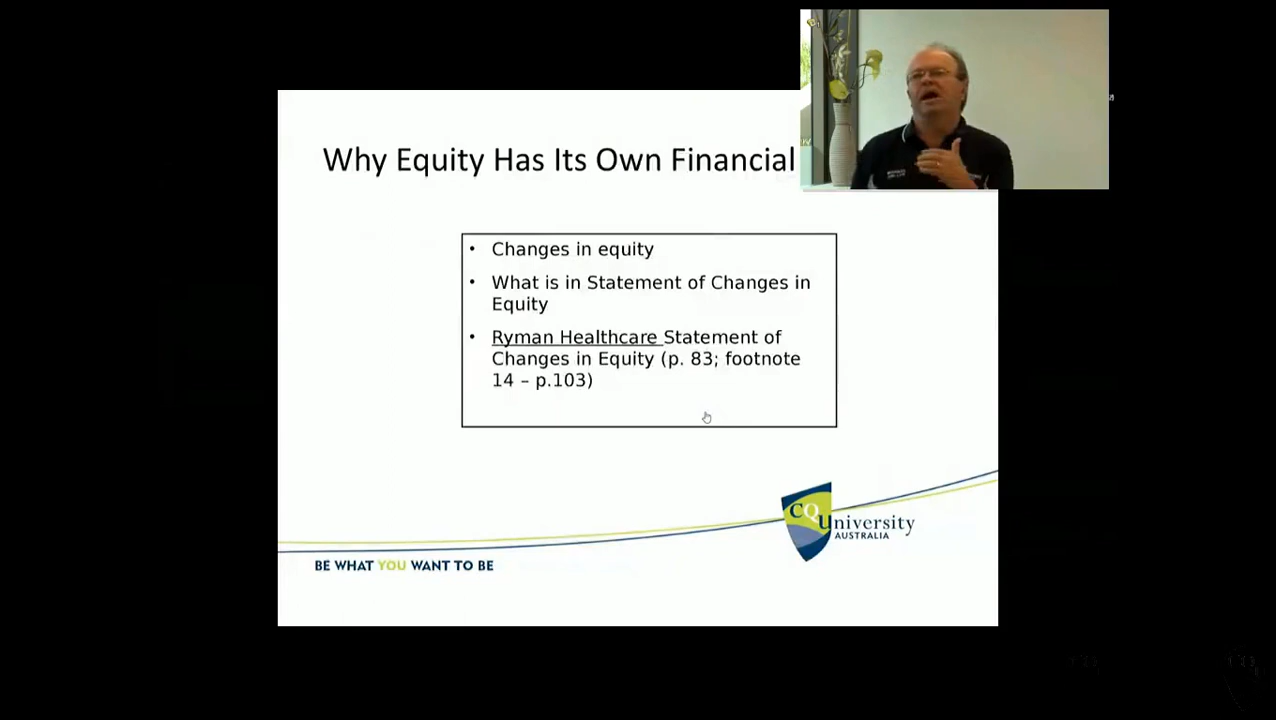 Why Equity Has Its Own Financial
• Changes in equity
• What is in Statement of Changes in
Equity
• Ryman Healthcare Statement of
Changes in Equity (p. 83; footnote
14 – p.103)
CQUniversity
AUSTRALIA
BE WHAT YOU WANT TO BE